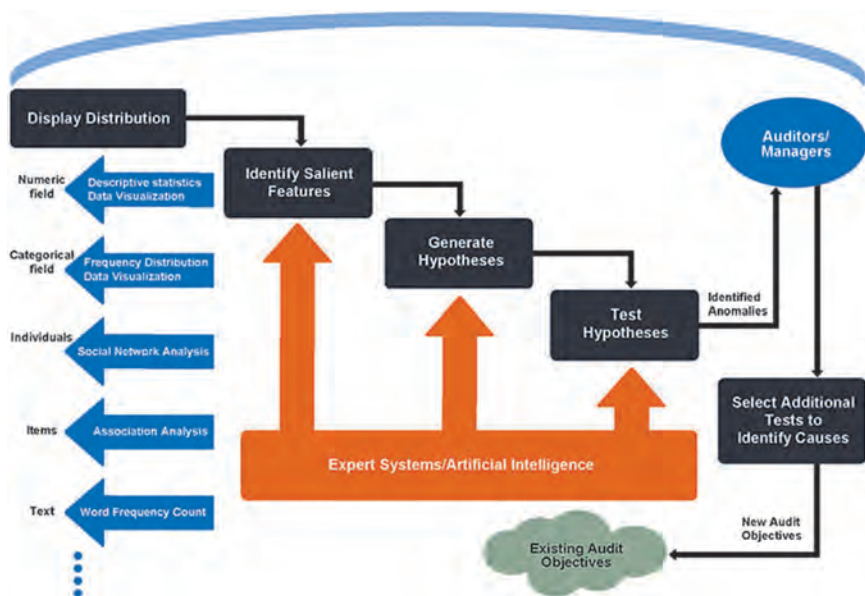 Display Distribution
Numeric
field
Descriptive statistics
Data Visualization
Categorical
field
Frequency Distribution
Data Visualization
Individuals
Social Network Analysis
Items
Association Analysis
Text
Word Frequency Count
Identify Salient
Features
Generate
Hypotheses
Test
Hypotheses
Expert Systems/Artificial Intelligence
Identified
Anomalies
Auditors/
Managers
Select Additional
Tests to
Identify Causes
New Audit
Objectives
Existing Audit
Objectives